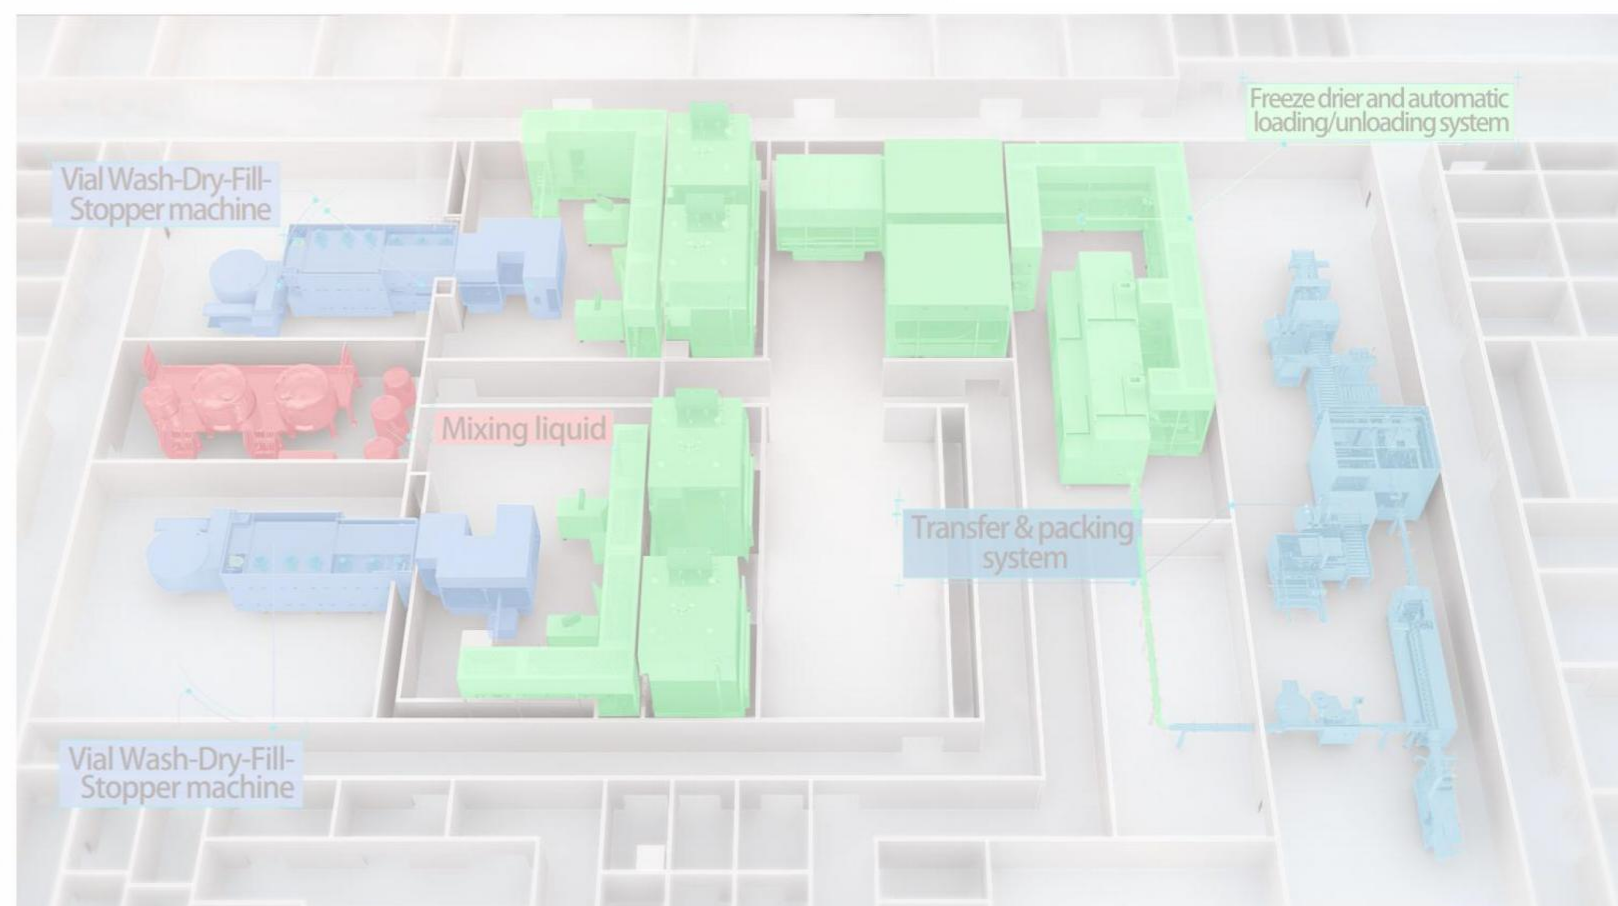 Freeze drier and automatic
loading/unloading system
Vial Wash-Dry-Fill-
Stopper machine
Mixing liquid
Transfer & packing
system
Vial Wash-Dry-Fill-
Stopper machine